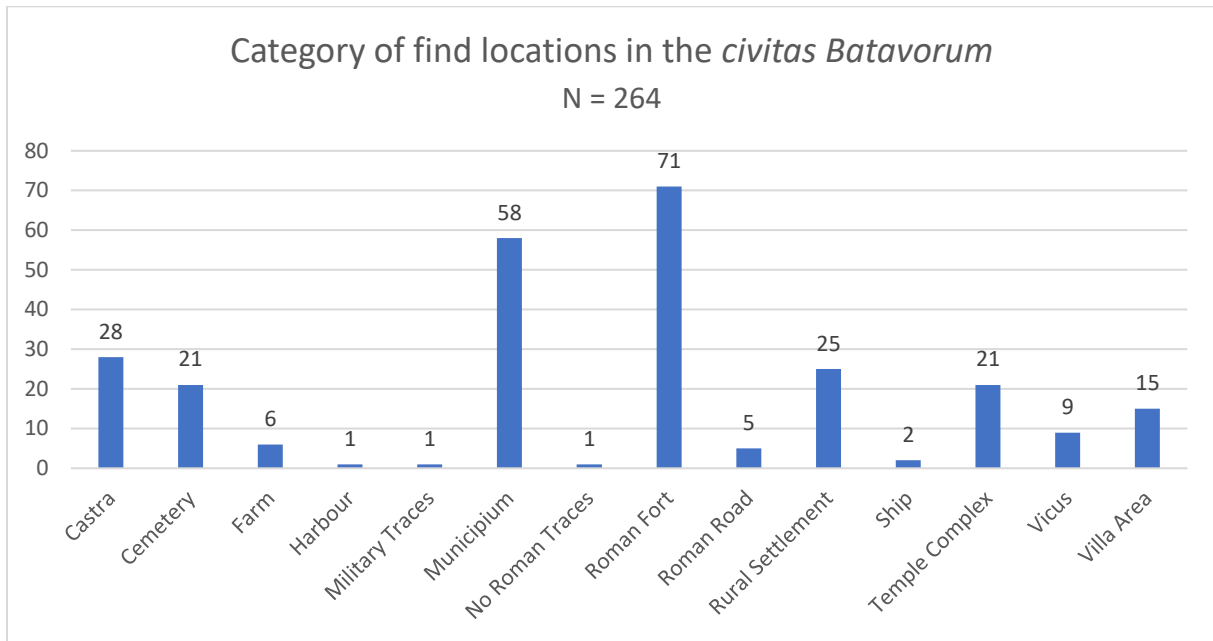 Category of find locations in the civitas Batavorum
N = 264
80
70
60
50
40
30
20
10
0
28
21
6
1
1
58
1
71
5
25
2
21
9
15
Castra
Cemetery
Farm
Harbour
Military Traces
Municipium
No Roman Traces
Roman Fort
Roman Road
Rural Settlement
Ship
Temple Complex
Vicus
Villa Area